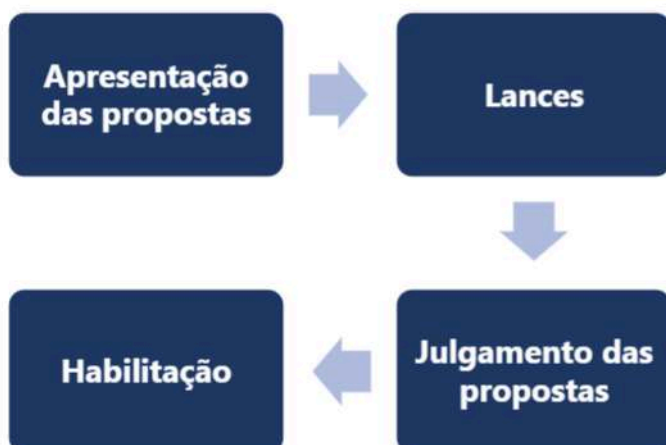 Apresentação
das propostas
Lances
Julgamento das
propostas
Habilitação